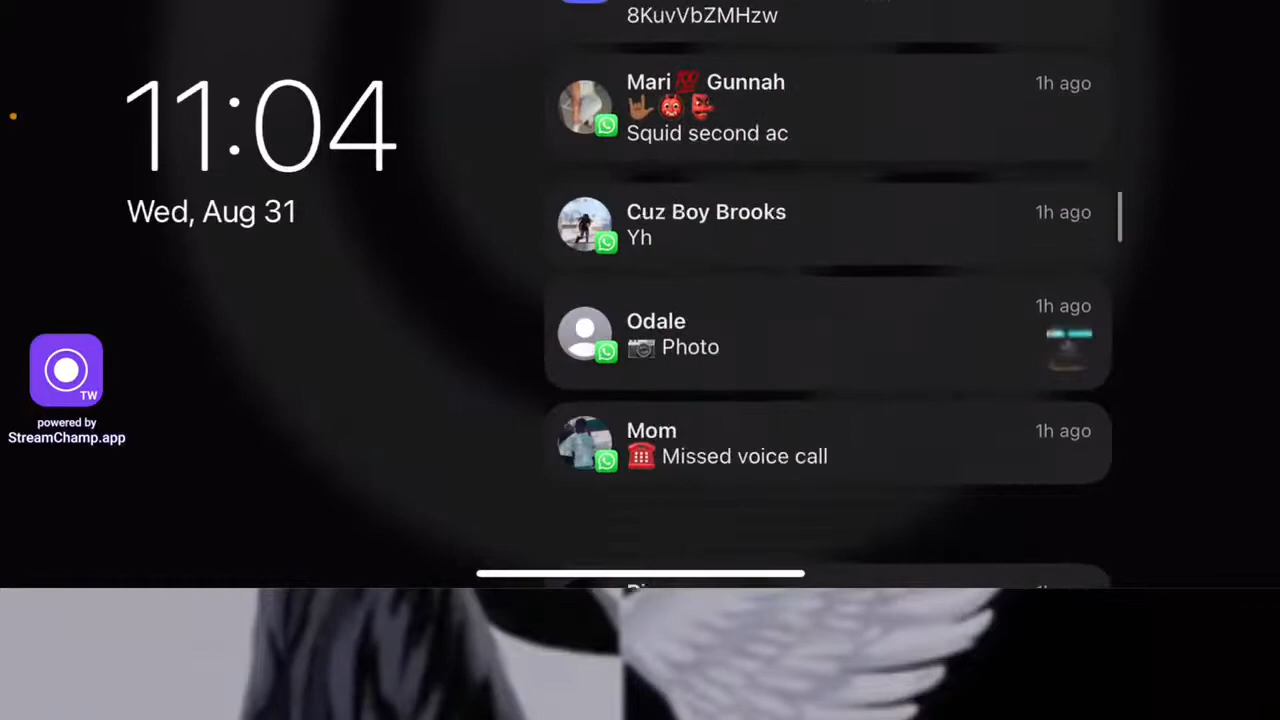 8KuvVbZMHzw
11:04
Wed, Aug 31
Mari💯 Gunnah 1h ago
🤟🏾👹👺
Squid second ac
Cuz Boy Brooks 1h ago
Yh
Odale 1h ago
📷 Photo
Mom 1h ago
☎️ Missed voice call
TW
powered by
StreamChamp.app